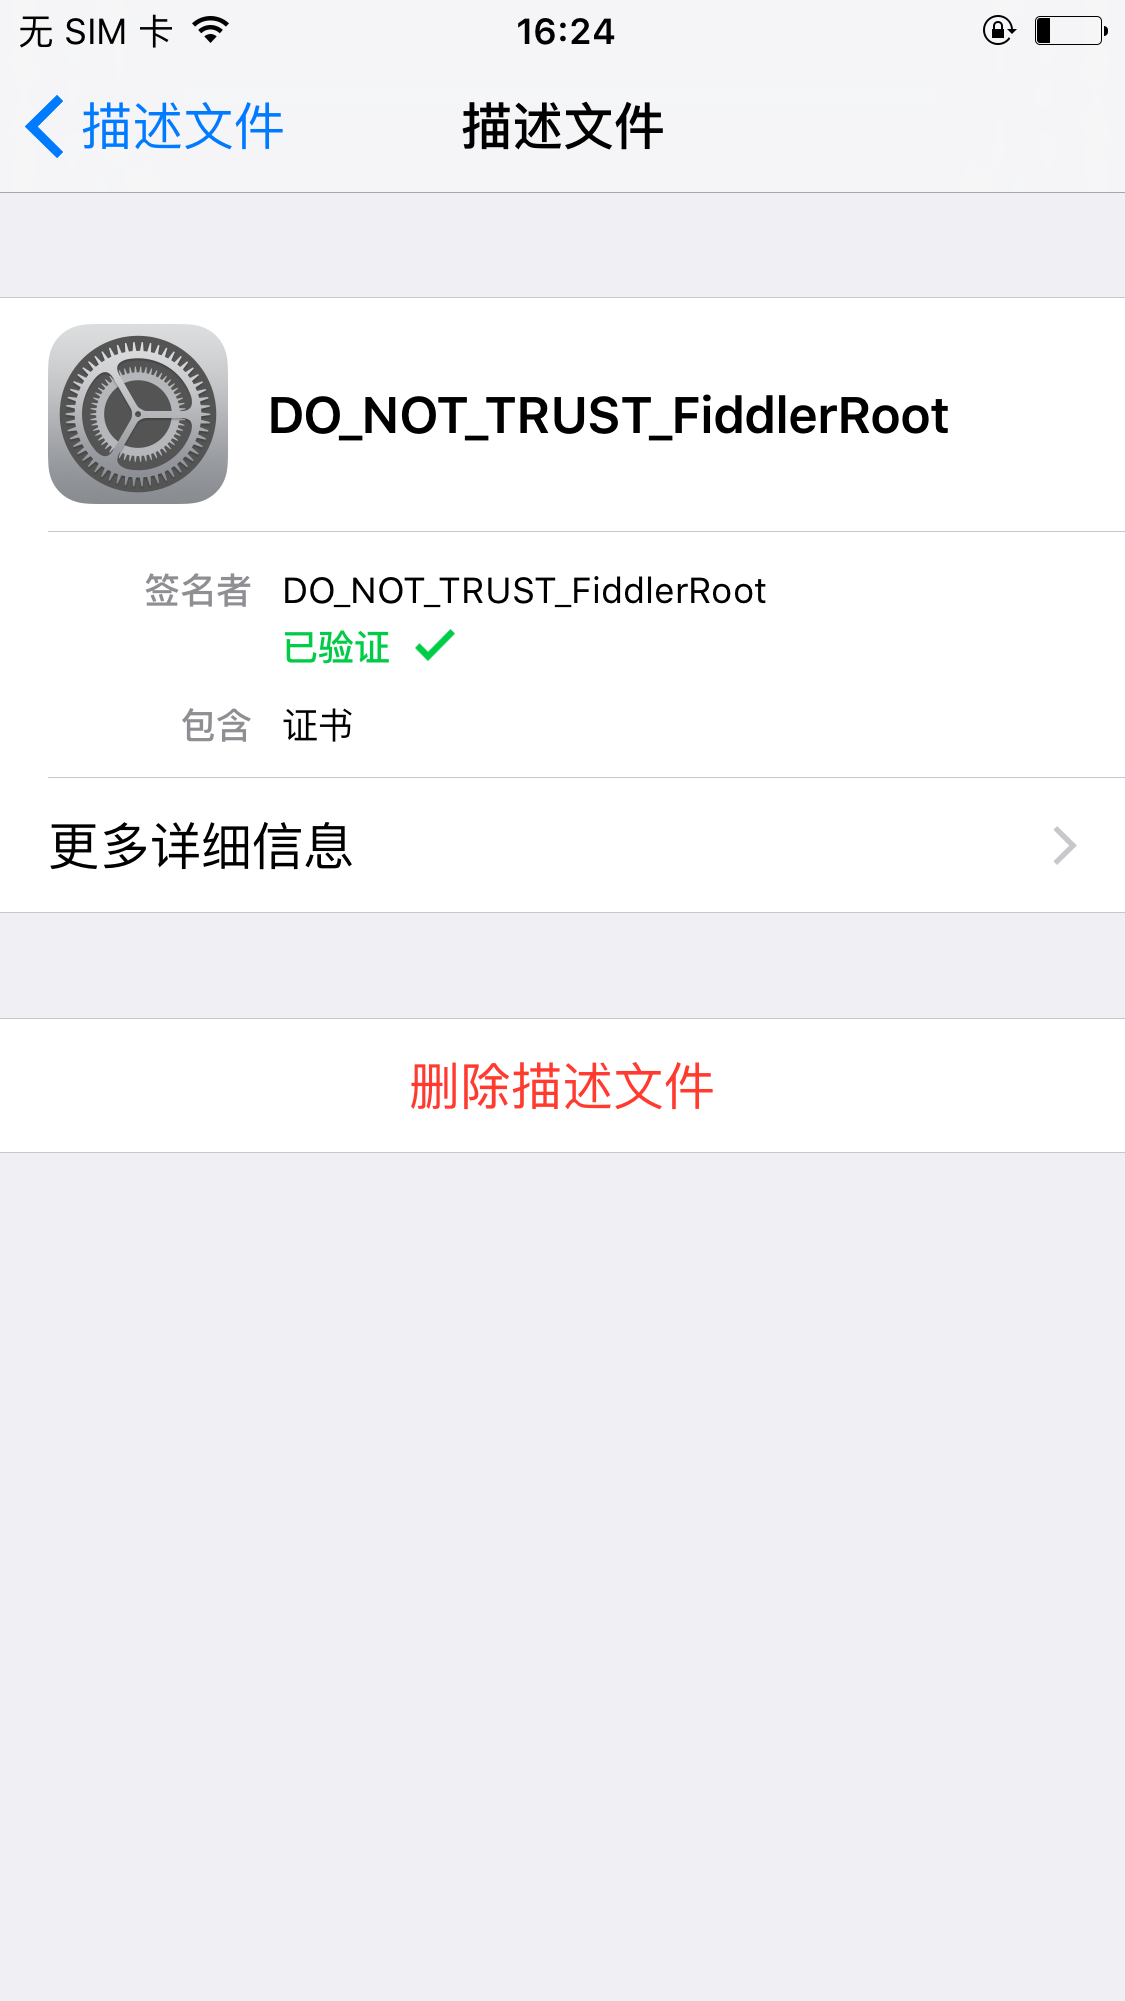 无 SIM 卡 16:24
描述文件 描述文件
DO_NOT_TRUST_FiddlerRoot
签名者 DO_NOT_TRUST_FiddlerRoot
已验证
包含 证书
更多详细信息
删除描述文件